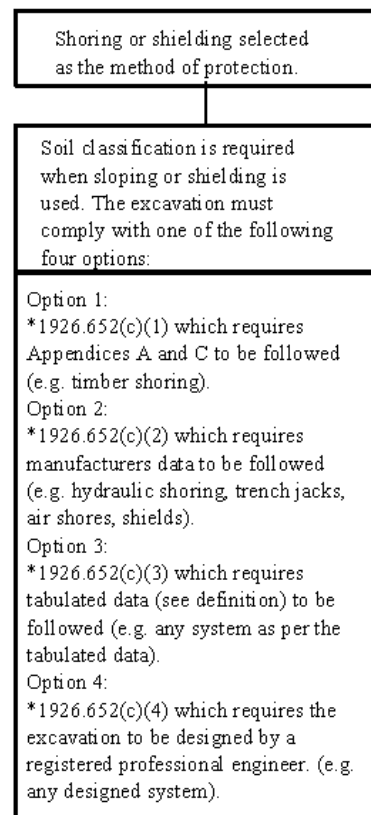 Shoring or shielding selected
as the method of protection.
Soil classification is required
when sloping or shielding is
used. The excavation must
comply with one of the following
four options:
Option 1:
*1926.652(c)(1) which requires
Appendices A and C to be followed
(e.g. timber shoring).
Option 2:
*1926.652(c)(2) which requires
manufacturers data to be followed
(e.g. hydraulic shoring, trench jacks,
air shores, shields).
Option 3:
*1926.652(c)(3) which requires
tabulated data (see definition) to be
followed (e.g. any system as per the
tabulated data).
Option 4:
*1926.652(c)(4) which requires the
excavation to be designed by a
registered professional engineer. (e.g.
any designed system).